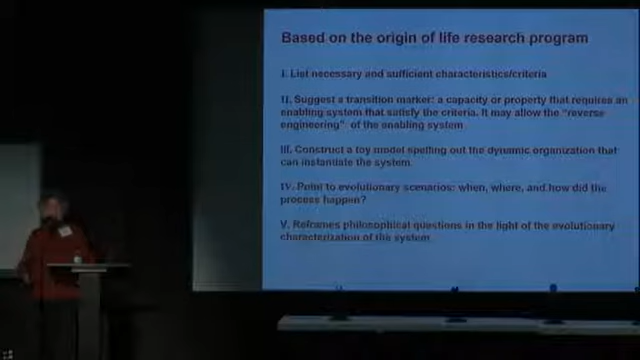 Based on the origin of life research program
I. List necessary and sufficient characteristics/criteria
II. Suggest a transition marker: a capacity or property that requires an
enabling system that satisfy the criteria. It may allow the "reverse
engineering" of the enabling system
III. Construct a toy model spelling out the dynamic organization that
can instantiate the system.
IV. Point to evolutionary scenarios: when, where, and how did the
process happen?
V. Reframes philosophical questions in the light of the evolutionary
characterization of the system